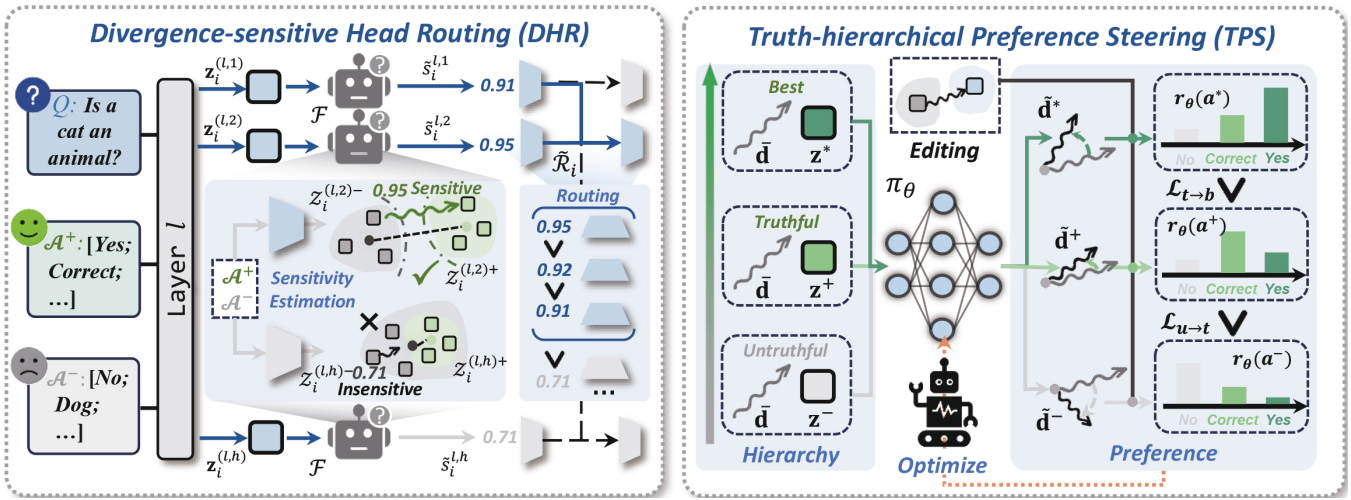 Divergence-sensitive Head Routing (DHR)
?
Q: Is a
cat an
animal?
A⁺: [Yes;
Correct;
...]
A⁻: [No;
Dog;
...]
Layer l
z_i^(l,1)
F
?
s̃_i^l,1
0.91
z_i^(l,2)
?
s̃_i^l,2
0.95
R̃_i
A⁺
A⁻
Z_i^(l,2)-
0.95 Sensitive
Sensitivity
Estimation
Z_i^(l,2)+
Z_i^(l,h)-
0.71
Insensitive
Z_i^(l,h)+
Routing
0.95
0.92
0.91
0.71
...
z_i^(l,h)
F
?
s̃_i^l,h
0.71
Truth-hierarchical Preference Steering (TPS)
Best
d̄
z*
Truthful
d̄
z⁺
Untruthful
d̄
z⁻
Hierarchy
Editing
π_θ
Optimize
d̃*
d̃⁺
d̃⁻
r_θ(a*)
No Correct Yes
L_t→b
r_θ(a⁺)
No Correct Yes
L_u→t
r_θ(a⁻)
No Correct Yes
Preference